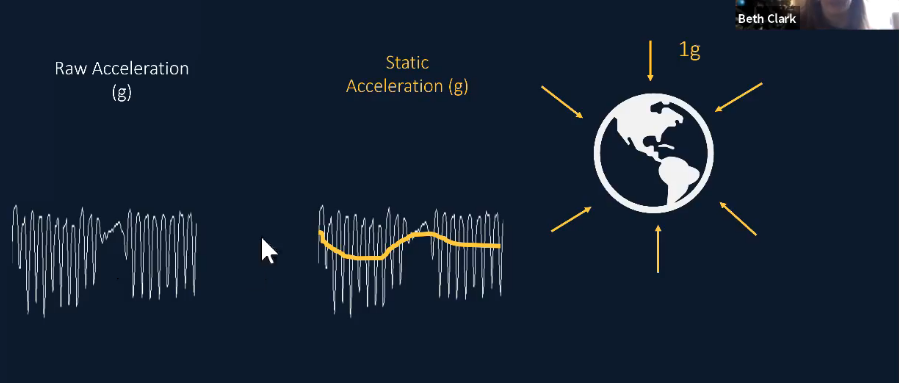 Beth Clark
Raw Acceleration
(g)
Static
Acceleration (g)
1g